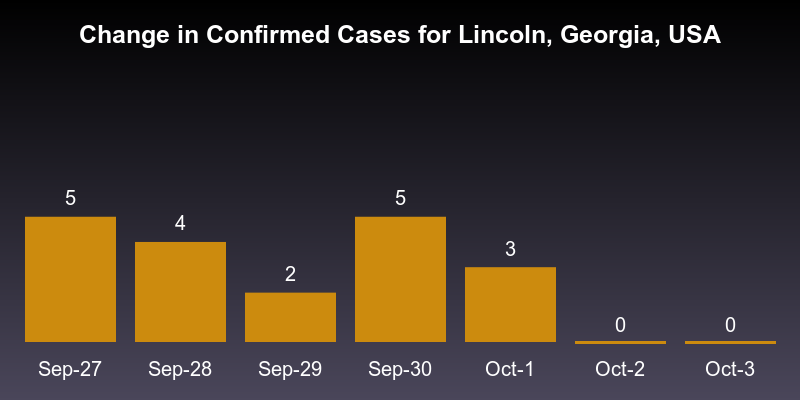 Change in Confirmed Cases for Lincoln, Georgia, USA
5
4
2
5
3
0
0
Sep-27
Sep-28
Sep-29
Sep-30
Oct-1
Oct-2
Oct-3